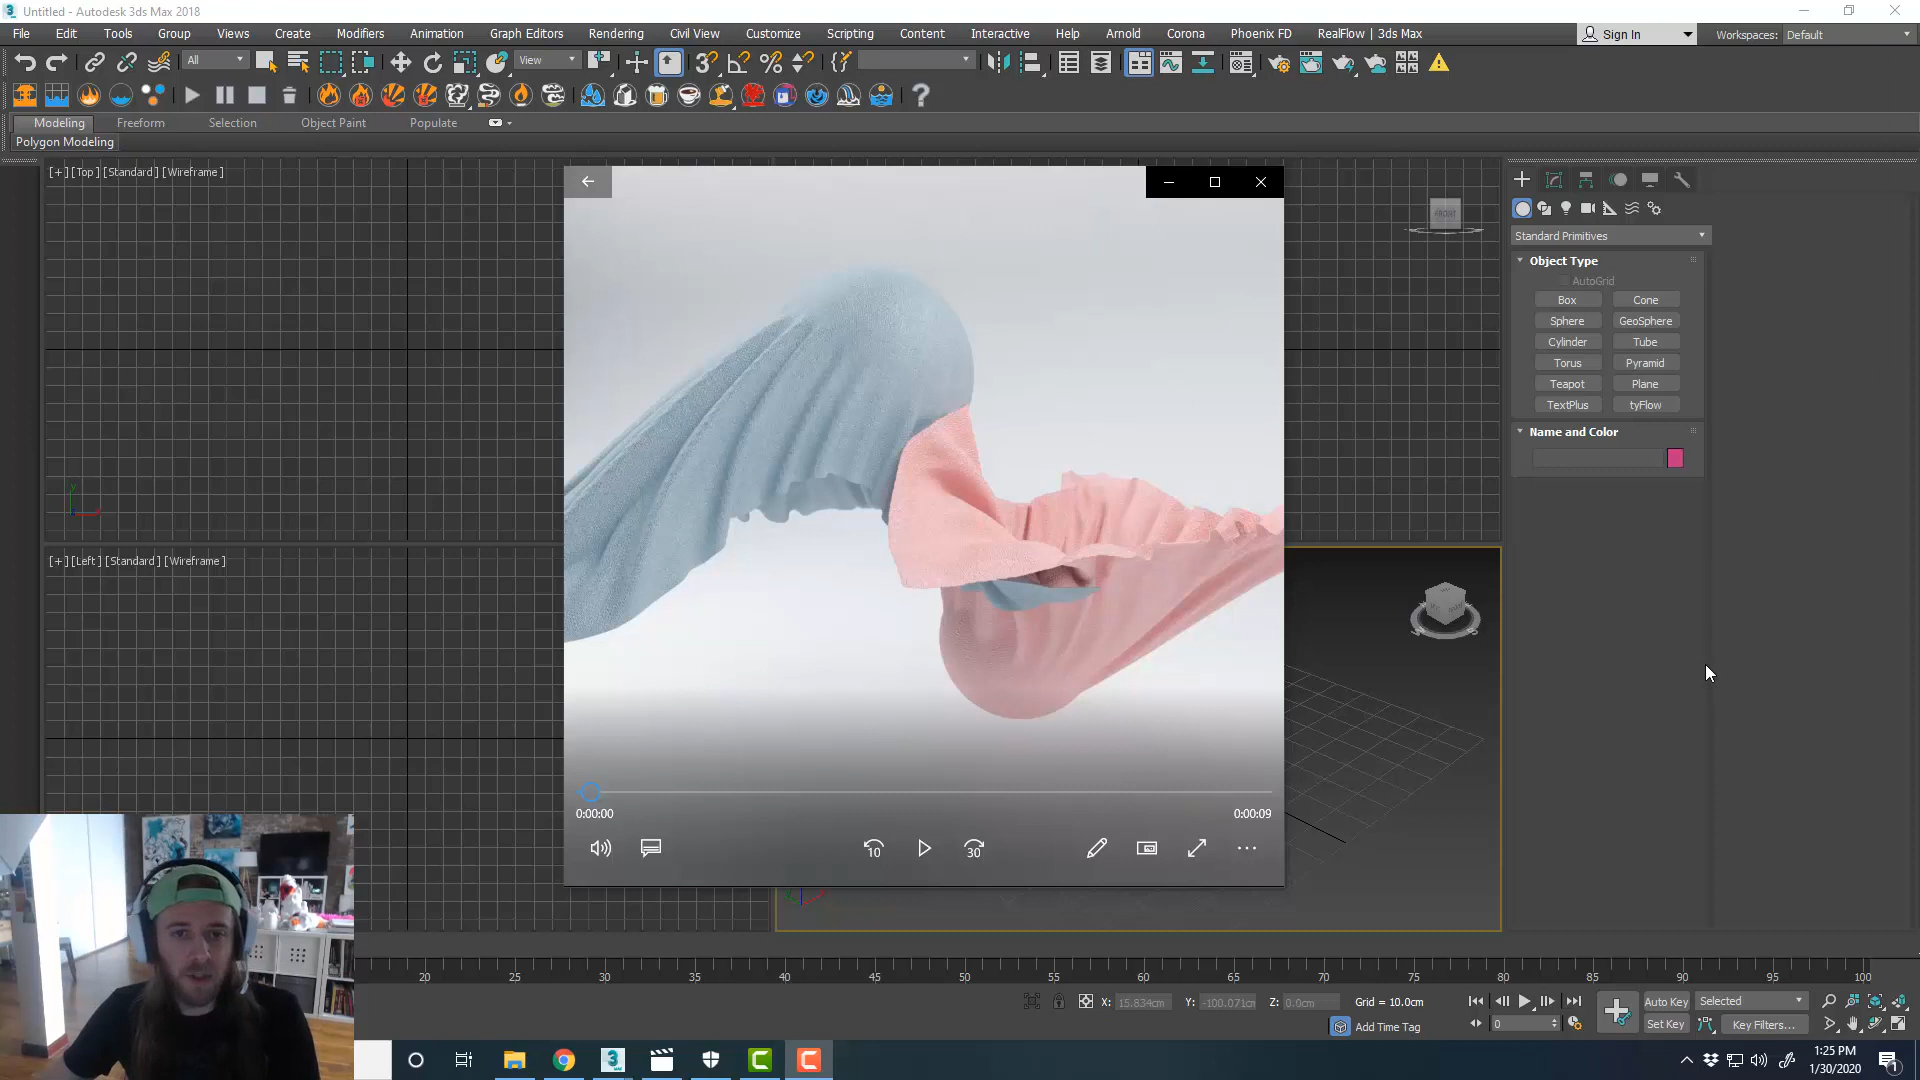 Untitled - Autodesk 3ds Max 2018
File Edit Tools Group Views Create Modifiers Animation Graph Editors Rendering Civil View Customize Scripting Content Interactive Help Arnold Corona Phoenix FD RealFlow | 3ds Max Sign In Workspaces: Default
All View
Modeling Freeform Selection Object Paint Populate
Polygon Modeling
[+] [Top] [Standard] [Wireframe]
FRONT
Standard Primitives
Object Type
AutoGrid
Box Cone
Sphere GeoSphere
Cylinder Tube
Torus Pyramid
Teapot Plane
TextPlus tyFlow
Name and Color
[+] [Left] [Standard] [Wireframe]
0:00:00 0:00:09
10 30
20 25 30 35 40 45 50 55 60 65 70 75 80 85 90 95 100
X: 15.834cm Y: -100.071cm Z: 0.0cm Grid = 10.0cm Auto Key Selected
Add Time Tag 0 Set Key Key Filters...
1:25 PM
1/30/2020